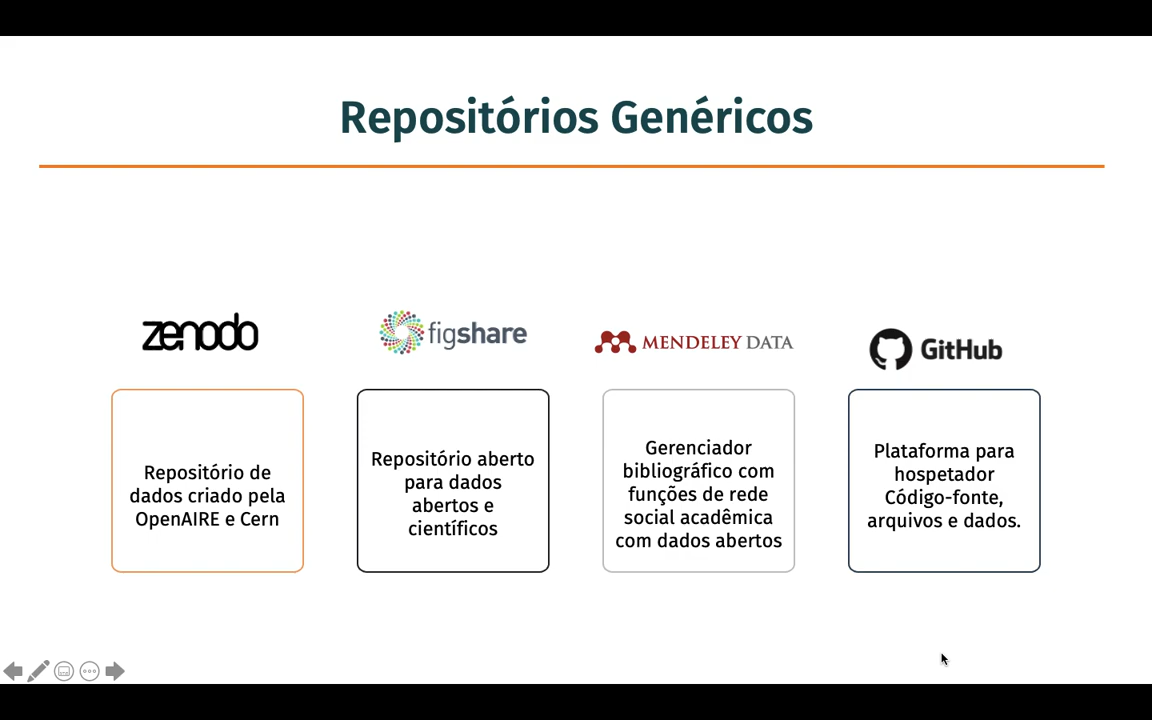 Repositórios Genéricos
zenodo
figshare
MENDELEY DATA
GitHub
Repositório de
dados criado pela
OpenAIRE e Cern
Repositório aberto
para dados
abertos e
científicos
Gerenciador
bibliográfico com
funções de rede
social acadêmica
com dados abertos
Plataforma para
hospetador
Código-fonte,
arquivos e dados.